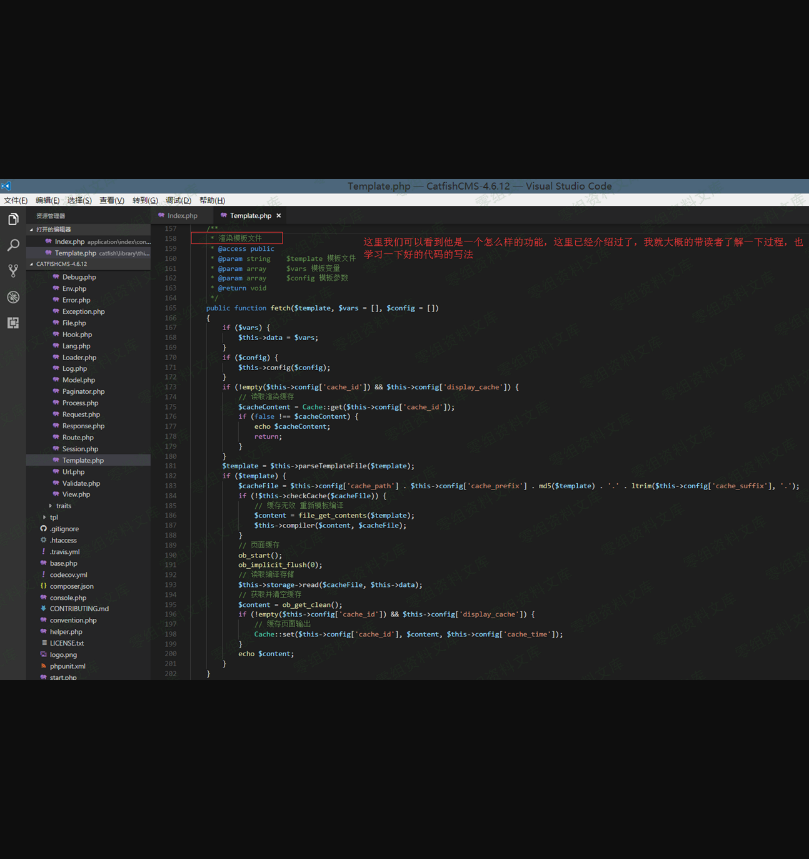 Template.php — CatfishCMS-4.6.12 — Visual Studio Code
文件(F) 编辑(E) 选择(S) 查看(V) 转到(G) 调试(D) 帮助(H)
资源管理器
打开的编辑器
Index.php application\index\con...
Template.php catfish\library\thi...
CATFISHCMS-4.6.12
Debug.php
Env.php
Error.php
Exception.php
File.php
Hook.php
Lang.php
Loader.php
Log.php
Model.php
Paginator.php
Process.php
Request.php
Response.php
Route.php
Session.php
Template.php
Url.php
Validate.php
View.php
traits
tpl
.gitignore
.htaccess
.travis.yml
base.php
codecov.yml
composer.json
console.php
CONTRIBUTING.md
convention.php
helper.php
LICENSE.txt
logo.png
phpunit.xml
start.php
Index.php Template.php ×
157 /**
158 * 渲染模板文件
159 * @access public
160 * @param string $template 模板文件
161 * @param array $vars 模板变量
162 * @param array $config 模板参数
163 * @return void
164 */
165 public function fetch($template, $vars = [], $config = [])
166 {
167 if ($vars) {
168 $this->data = $vars;
169 }
170 if ($config) {
171 $this->config($config);
172 }
173 if (!empty($this->config['cache_id']) && $this->config['display_cache']) {
174 // 读取渲染缓存
175 $cacheContent = Cache::get($this->config['cache_id']);
176 if (false !== $cacheContent) {
177 echo $cacheContent;
178 return;
179 }
180 }
181 $template = $this->parseTemplateFile($template);
182 if ($template) {
183 $cacheFile = $this->config['cache_path'] . $this->config['cache_prefix'] . md5($template) . '.' . ltrim($this->config['cache_suffix'], '.');
184 if (!$this->checkCache($cacheFile)) {
185 // 缓存无效 重新模板编译
186 $content = file_get_contents($template);
187 $this->compiler($content, $cacheFile);
188 }
189 // 页面缓存
190 ob_start();
191 ob_implicit_flush(0);
192 // 读取编译存储
193 $this->storage->read($cacheFile, $this->data);
194 // 获取并清空缓存
195 $content = ob_get_clean();
196 if (!empty($this->config['cache_id']) && $this->config['display_cache']) {
197 // 缓存页面输出
198 Cache::set($this->config['cache_id'], $content, $this->config['cache_time']);
199 }
200 echo $content;
201 }
202 }
这里我们可以看到他是一个怎么样的功能，这里已经介绍过了，我就大概的带读者了解一下过程，也
学习一下好的代码的写法